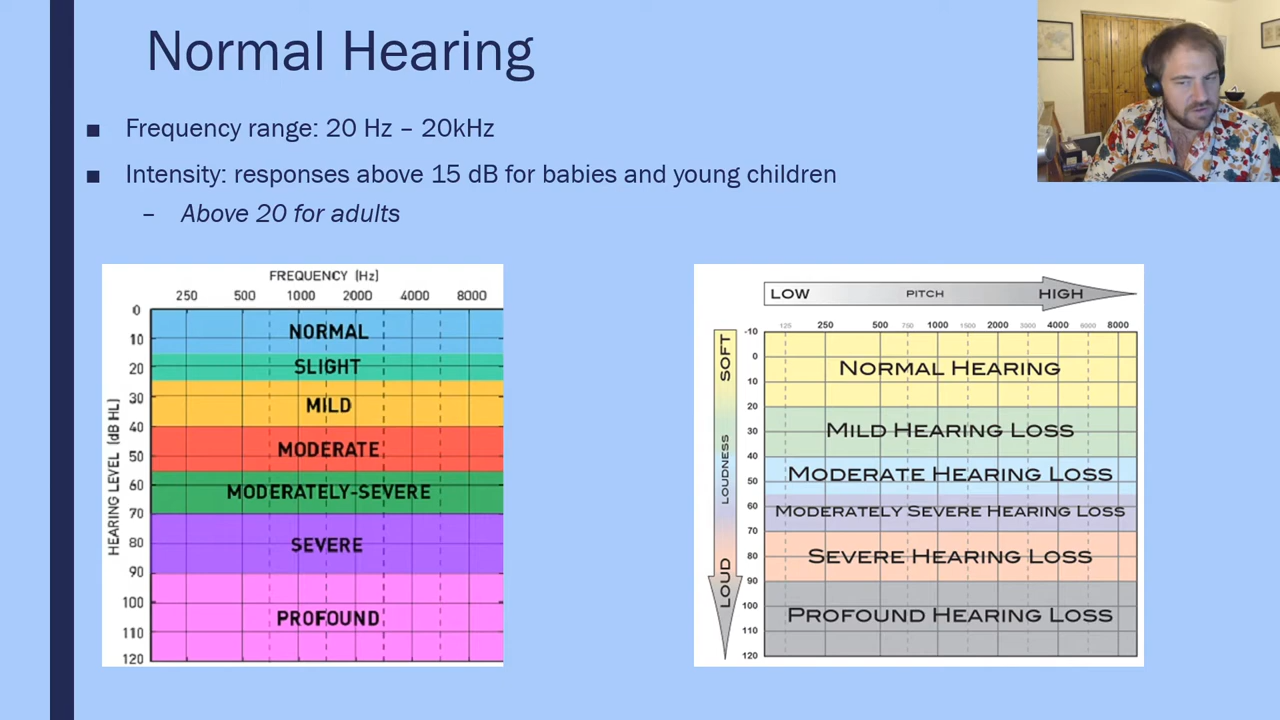 Normal Hearing
■ Frequency range: 20 Hz – 20kHz
■ Intensity: responses above 15 dB for babies and young children
– Above 20 for adults
FREQUENCY (Hz)
250 500 1000 2000 4000 8000
HEARING LEVEL (dB HL)
0
10
20
30
40
50
60
70
80
90
100
110
120
NORMAL
SLIGHT
MILD
MODERATE
MODERATELY-SEVERE
SEVERE
PROFOUND
LOW PITCH HIGH
125 250 500 750 1000 1500 2000 3000 4000 6000 8000
SOFT
LOUDNESS
LOUD
-10
0
10
20
30
40
50
60
70
80
90
100
110
120
NORMAL HEARING
MILD HEARING LOSS
MODERATE HEARING LOSS
MODERATELY SEVERE HEARING LOSS
SEVERE HEARING LOSS
PROFOUND HEARING LOSS